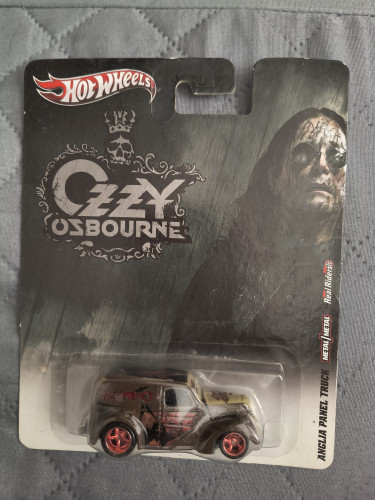 HOT WHEELS
OZZY
OSBOURNE
ANGLIA PANEL TRUCK
METAL/METAL
Real Riders